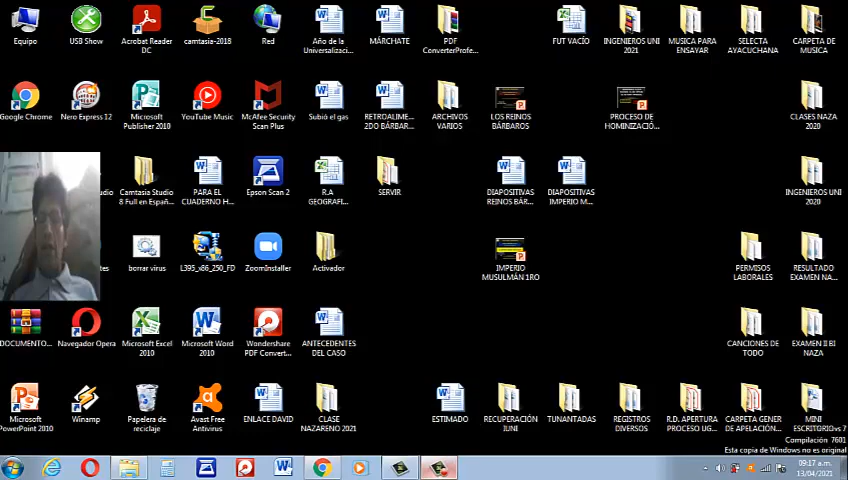 Equipo
USB Show
Acrobat Reader
DC
camtasia-2018
Red
Año de la
Universalizaci...
MÁRCHATE
PDF
ConverterProfe...
FUT VACÍO
INGENIEROS UNI
2021
MUSICA PARA
ENSAYAR
SELECTA
AYACUCHANA
CARPETA DE
MUSICA
Google Chrome
Nero Express 12
Microsoft
Publisher 2010
YouTube Music
McAfee Security
Scan Plus
Subió el gas
RETROALIME...
2DO BÁRBAR...
ARCHIVOS
VARIOS
LOS REINOS
BÁRBAROS
PROCESO DE
HOMINIZACIÓ...
CLASES NAZA
2020
Camtasia Studio
8 Full en Españ...
PARA EL
CUADERNO H...
Epson Scan 2
R.A
GEOGRAFI...
SERVIR
DIAPOSITIVAS
REINOS BÁR...
DIAPOSITIVAS
IMPERIO M...
INGENIEROS UNI
2020
borrar virus
L395_x86_250_FD
ZoomInstaller
Activador
IMPERIO
MUSULMÁN 1RO
PERMISOS
LABORALES
RESULTADO
EXAMEN NA...
DOCUMENTO...
Navegador Opera
Microsoft Excel
2010
Microsoft Word
2010
Wondershare
PDF Convert...
ANTECEDENTES
DEL CASO
CANCIONES DE
TODO
EXAMEN II BI
NAZA
Microsoft
PowerPoint 2010
Winamp
Papelera de
reciclaje
Avast Free
Antivirus
ENLACE DAVID
CLASE
NAZARENO 2021
ESTIMADO
RECUPERACIÓN
IUNI
TUNANTADAS
REGISTROS
DIVERSOS
R.D. APERTURA
PROCESO UG...
CARPETA GENER
DE APELACIÓN...
MINI
ESCRITORIOvs 7
Compilación 7601
Esta copia de Windows no es original
09:17 a.m.
13/04/2021